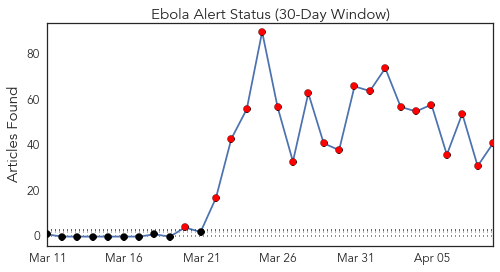 Ebola Alert Status (30-Day Window)
Articles Found
80
60
40
20
0
Mar 11 Mar 16 Mar 21 Mar 26 Mar 31 Apr 05